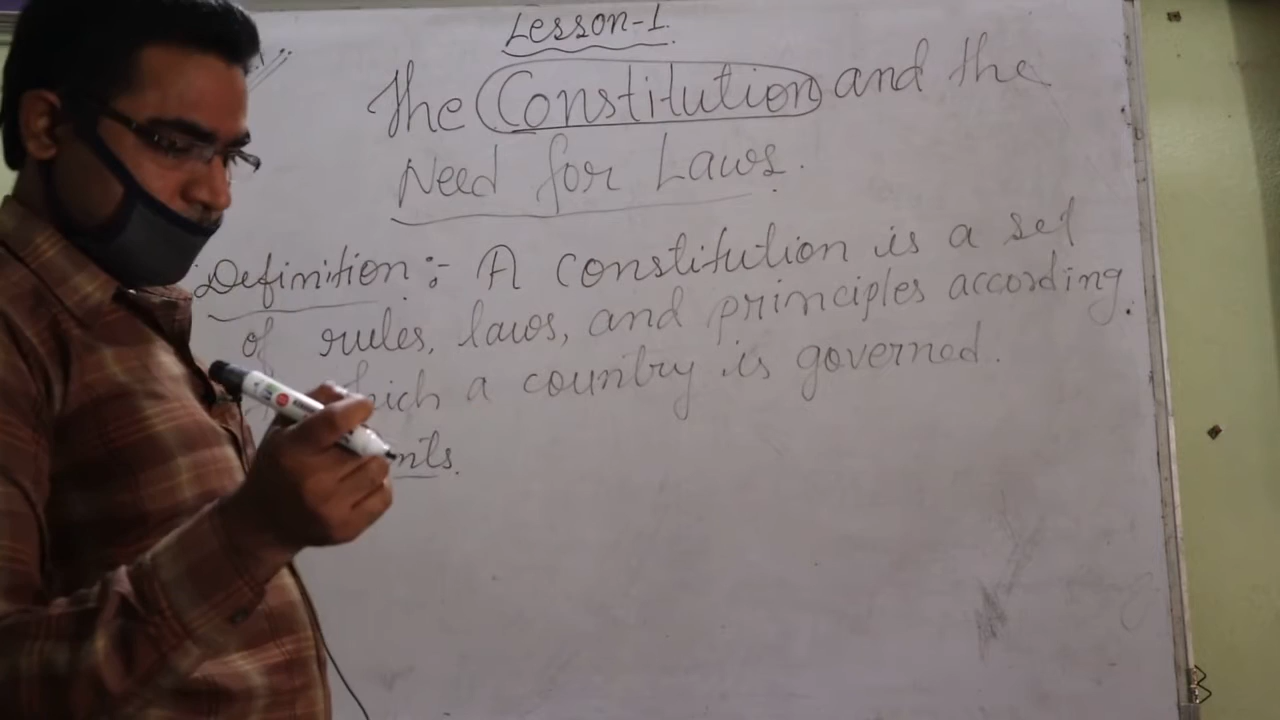 Lesson-1.
The Constitution and the
Need for Laws.
Definition:- A constitution is a set
of rules, laws, and principles according
a country is governed.